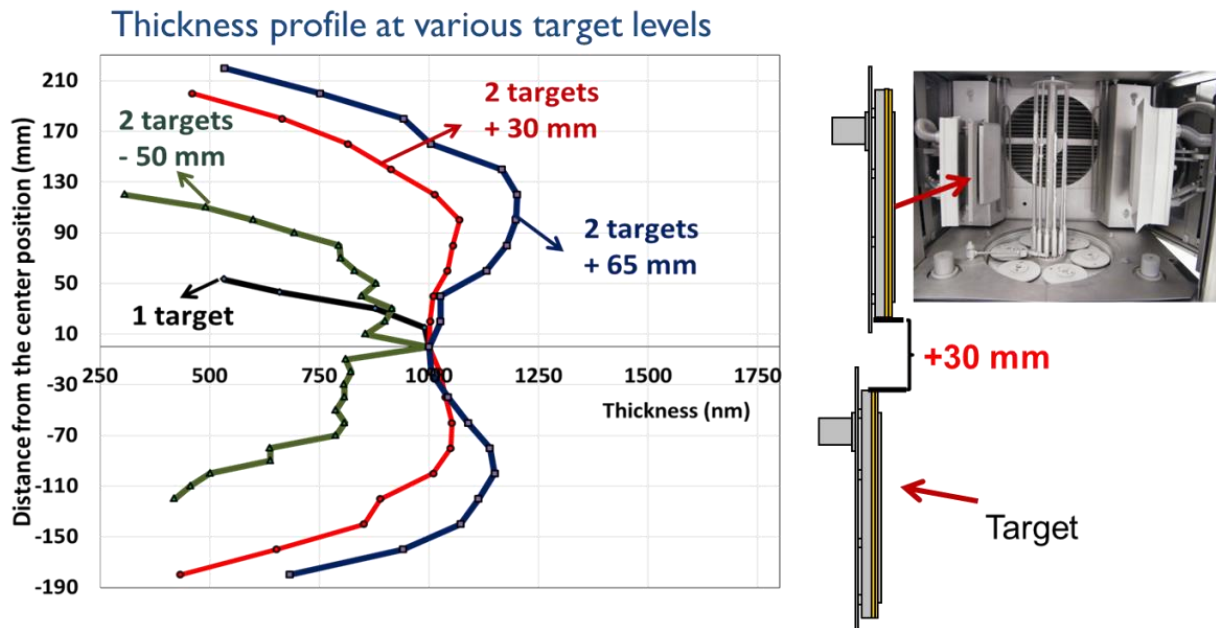 Thickness profile at various target levels
210
170
130
90
50
10
-30
-70
-110
-150
-190
Distance from the center position (mm)
250
500
750
1000
1250
1500
1750
Thickness (nm)
2 targets
- 50 mm
2 targets
+ 30 mm
2 targets
+ 65 mm
1 target
+30 mm
Target